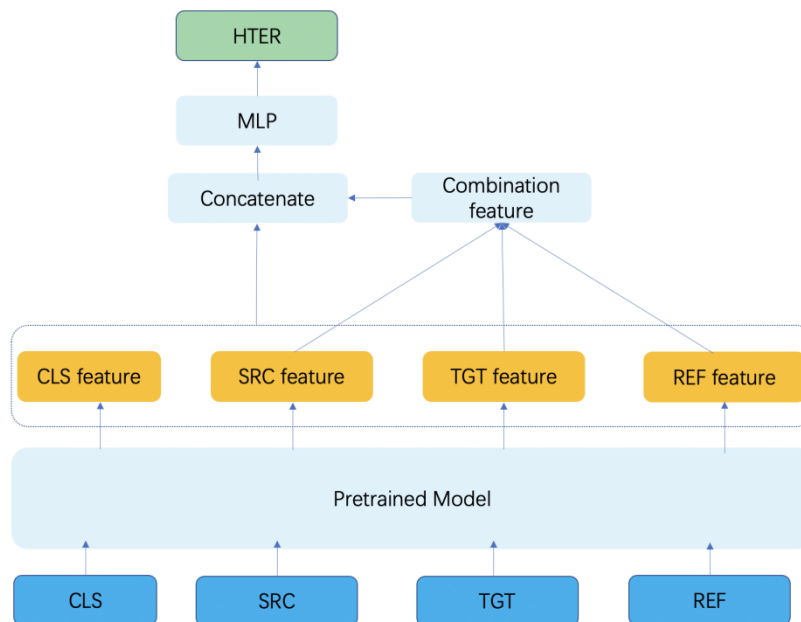 HTER
MLP
Concatenate
Combination
feature
CLS feature
SRC feature
TGT feature
REF feature
Pretrained Model
CLS
SRC
TGT
REF